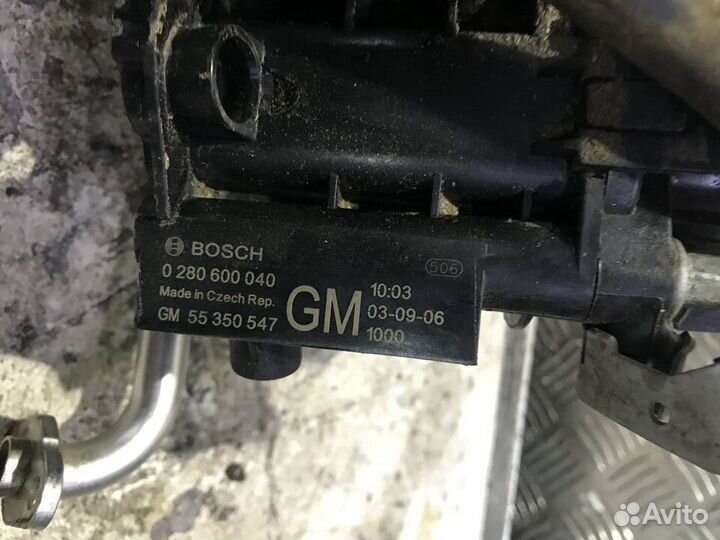 BOSCH
506
0 280 600 040
Made in Czech Rep.
GM 55 350 547
GM
10:03
03-09-06
1000
Avito